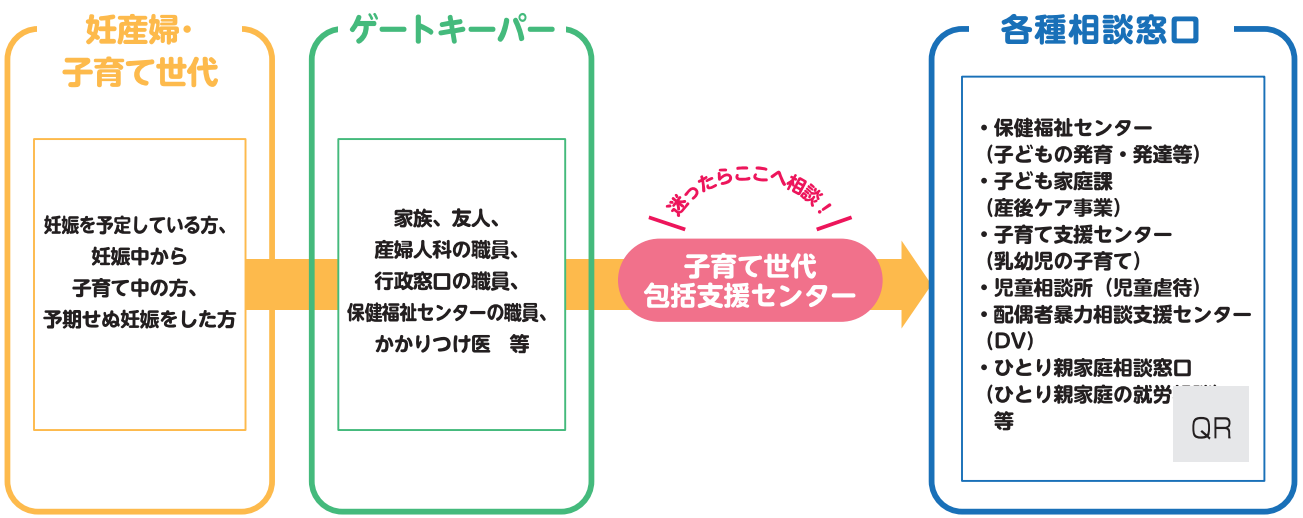 妊産婦・
子育て世代
妊娠を予定している方、
妊娠中から
子育て中の方、
予期せぬ妊娠をした方
ゲートキーパー
家族、友人、
産婦人科の職員、
行政窓口の職員、
保健福祉センターの職員、
かかりつけ医　等
迷ったらここへ相談！
子育て世代
包括支援センター
各種相談窓口
・保健福祉センター
（子どもの発育・発達等）
・子ども家庭課
（産後ケア事業）
・子育て支援センター
（乳幼児の子育て）
・児童相談所（児童虐待）
・配偶者暴力相談支援センター
（DV）
・ひとり親家庭相談窓口
（ひとり親家庭の就労
等
QR